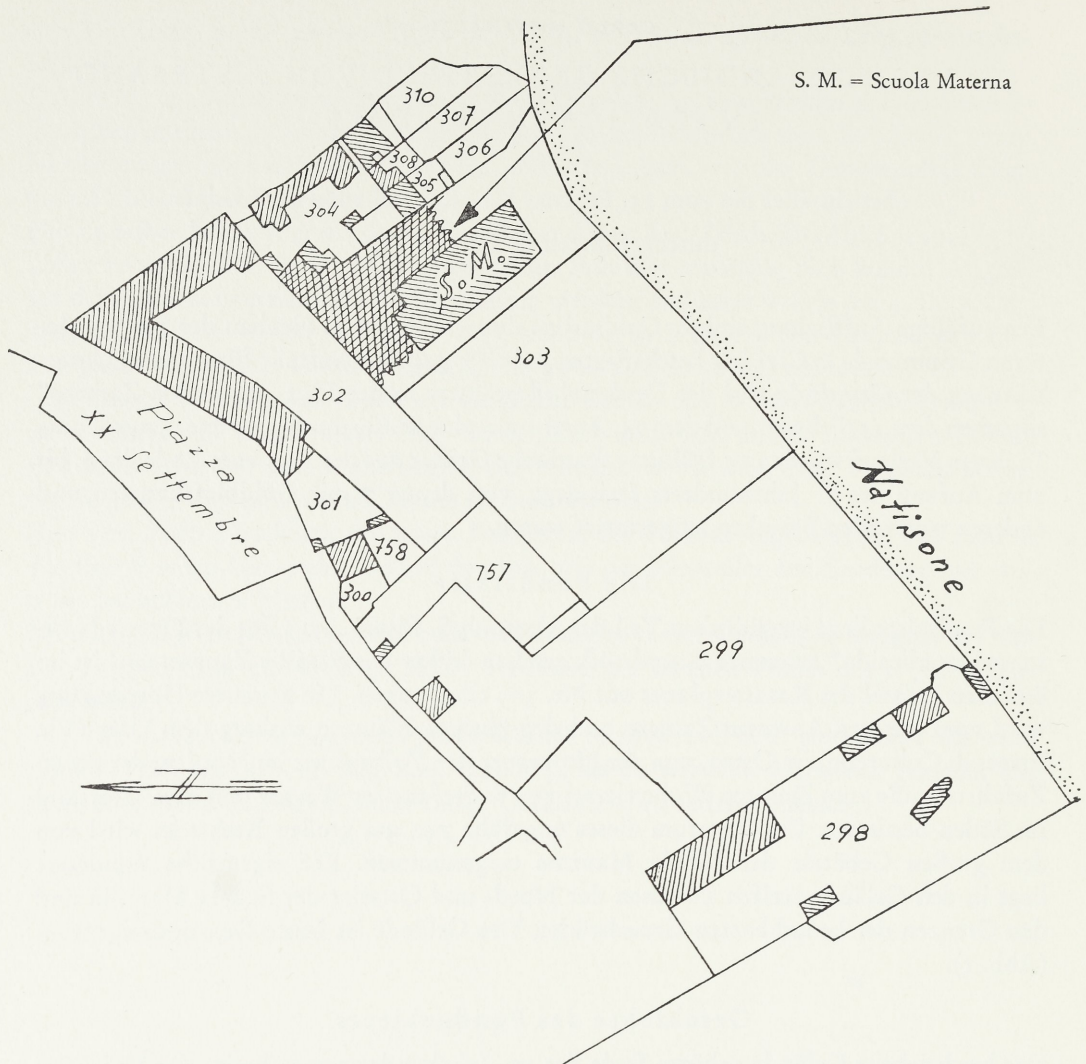 S. M. = Scuola Materna
310
307
306
308
305
304
S.M.
303
302
Piazza
XX Settembre
301
758
757
300
Natisone
299
298
N